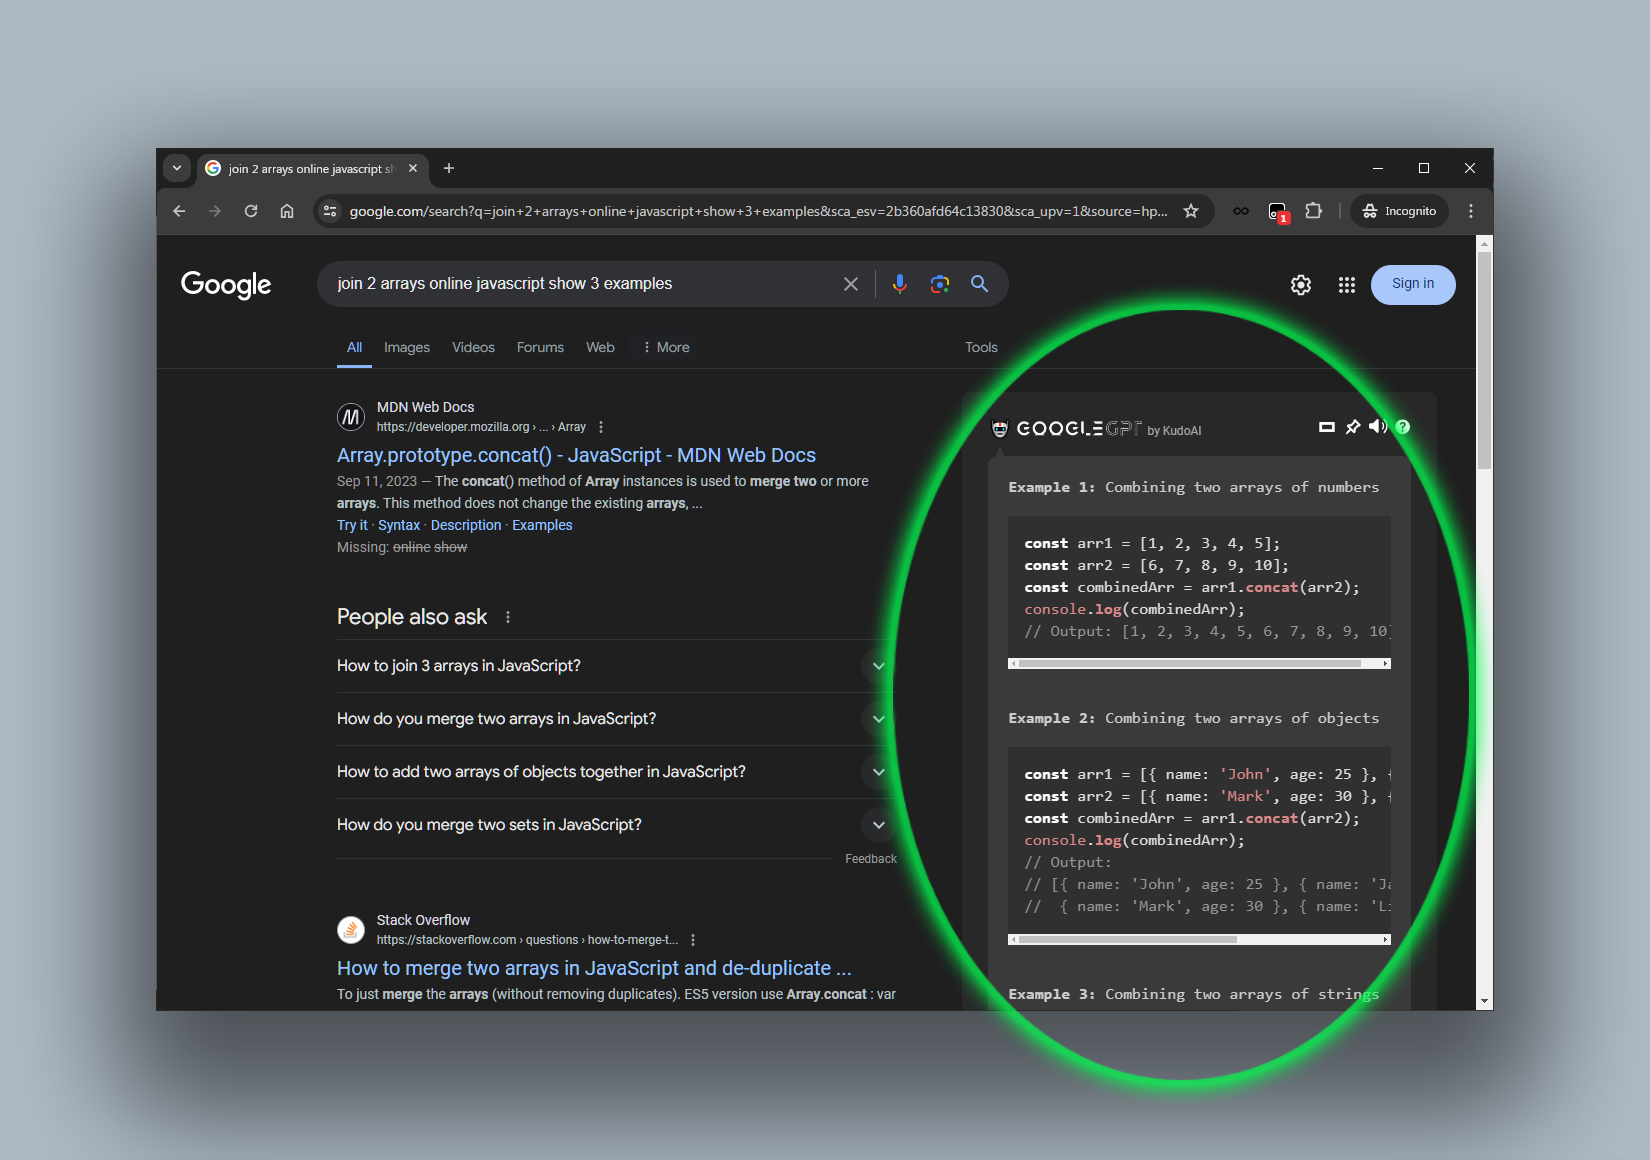 join 2 arrays online javascript sh
google.com/search?q=join+2+arrays+online+javascript+show+3+examples&sca_esv=2b360afd64c13830&sca_upv=1&source=hp...
1
Incognito
Google
join 2 arrays online javascript show 3 examples
Sign in
All Images Videos Forums Web More Tools
MDN Web Docs
https://developer.mozilla.org › ... › Array
Array.prototype.concat() - JavaScript - MDN Web Docs
Sep 11, 2023 — The concat() method of Array instances is used to merge two or more
arrays. This method does not change the existing arrays, ...
Try it · Syntax · Description · Examples
Missing: online show
People also ask
How to join 3 arrays in JavaScript?
How do you merge two arrays in JavaScript?
How to add two arrays of objects together in JavaScript?
How do you merge two sets in JavaScript?
Feedback
Stack Overflow
https://stackoverflow.com › questions › how-to-merge-t...
How to merge two arrays in JavaScript and de-duplicate ...
To just merge the arrays (without removing duplicates). ES5 version use Array.concat : var
GOOGLEGPT by KudoAI
?
Example 1: Combining two arrays of numbers
const arr1 = [1, 2, 3, 4, 5];
const arr2 = [6, 7, 8, 9, 10];
const combinedArr = arr1.concat(arr2);
console.log(combinedArr);
// Output: [1, 2, 3, 4, 5, 6, 7, 8, 9, 10]
Example 2: Combining two arrays of objects
const arr1 = [{ name: 'John', age: 25 }, {
const arr2 = [{ name: 'Mark', age: 30 }, {
const combinedArr = arr1.concat(arr2);
console.log(combinedArr);
// Output:
// [{ name: 'John', age: 25 }, { name: 'Ja
//  { name: 'Mark', age: 30 }, { name: 'Li
Example 3: Combining two arrays of strings